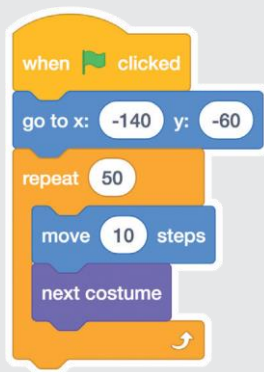 when clicked
go to x: -140 y: -60
repeat 50
move 10 steps
next costume